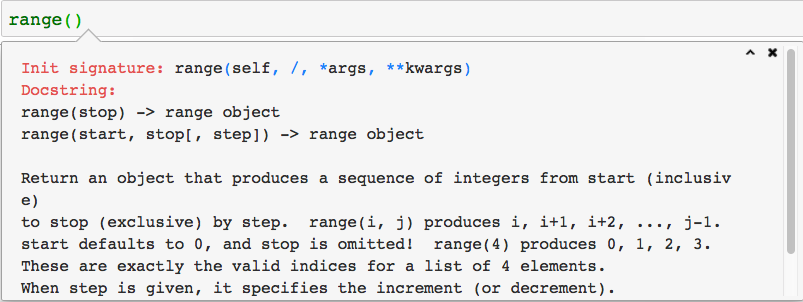 range()
Init signature: range(self, /, *args, **kwargs)
Docstring:
range(stop) -> range object
range(start, stop[, step]) -> range object
Return an object that produces a sequence of integers from start (inclusiv
e)
to stop (exclusive) by step.  range(i, j) produces i, i+1, i+2, ..., j-1.
start defaults to 0, and stop is omitted!  range(4) produces 0, 1, 2, 3.
These are exactly the valid indices for a list of 4 elements.
When step is given, it specifies the increment (or decrement).